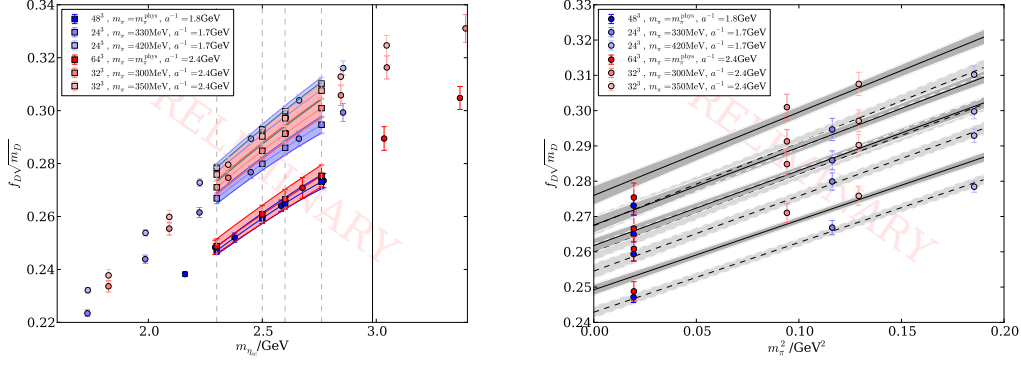 0.34
0.32
0.30
0.28
0.26
0.24
0.22
2.0
2.5
3.0
f_D√m_D
m_{η_{cc}}/GeV
48³ , m_π = m_π^phys, a⁻¹ = 1.8GeV
24³ , m_π = 330MeV, a⁻¹ = 1.7GeV
24³ , m_π = 420MeV, a⁻¹ = 1.7GeV
64³ , m_π = m_π^phys, a⁻¹ = 2.4GeV
32³ , m_π = 300MeV, a⁻¹ = 2.4GeV
32³ , m_π = 350MeV, a⁻¹ = 2.4GeV
RELIMINARY
0.33
0.32
0.31
0.30
0.29
0.28
0.27
0.26
0.25
0.24
0.00
0.05
0.10
0.15
0.20
f_D√m_D
m_π²/GeV²
48³ , m_π = m_π^phys, a⁻¹ = 1.8GeV
24³ , m_π = 330MeV, a⁻¹ = 1.7GeV
24³ , m_π = 420MeV, a⁻¹ = 1.7GeV
64³ , m_π = m_π^phys, a⁻¹ = 2.4GeV
32³ , m_π = 300MeV, a⁻¹ = 2.4GeV
32³ , m_π = 350MeV, a⁻¹ = 2.4GeV
RELIMINARY